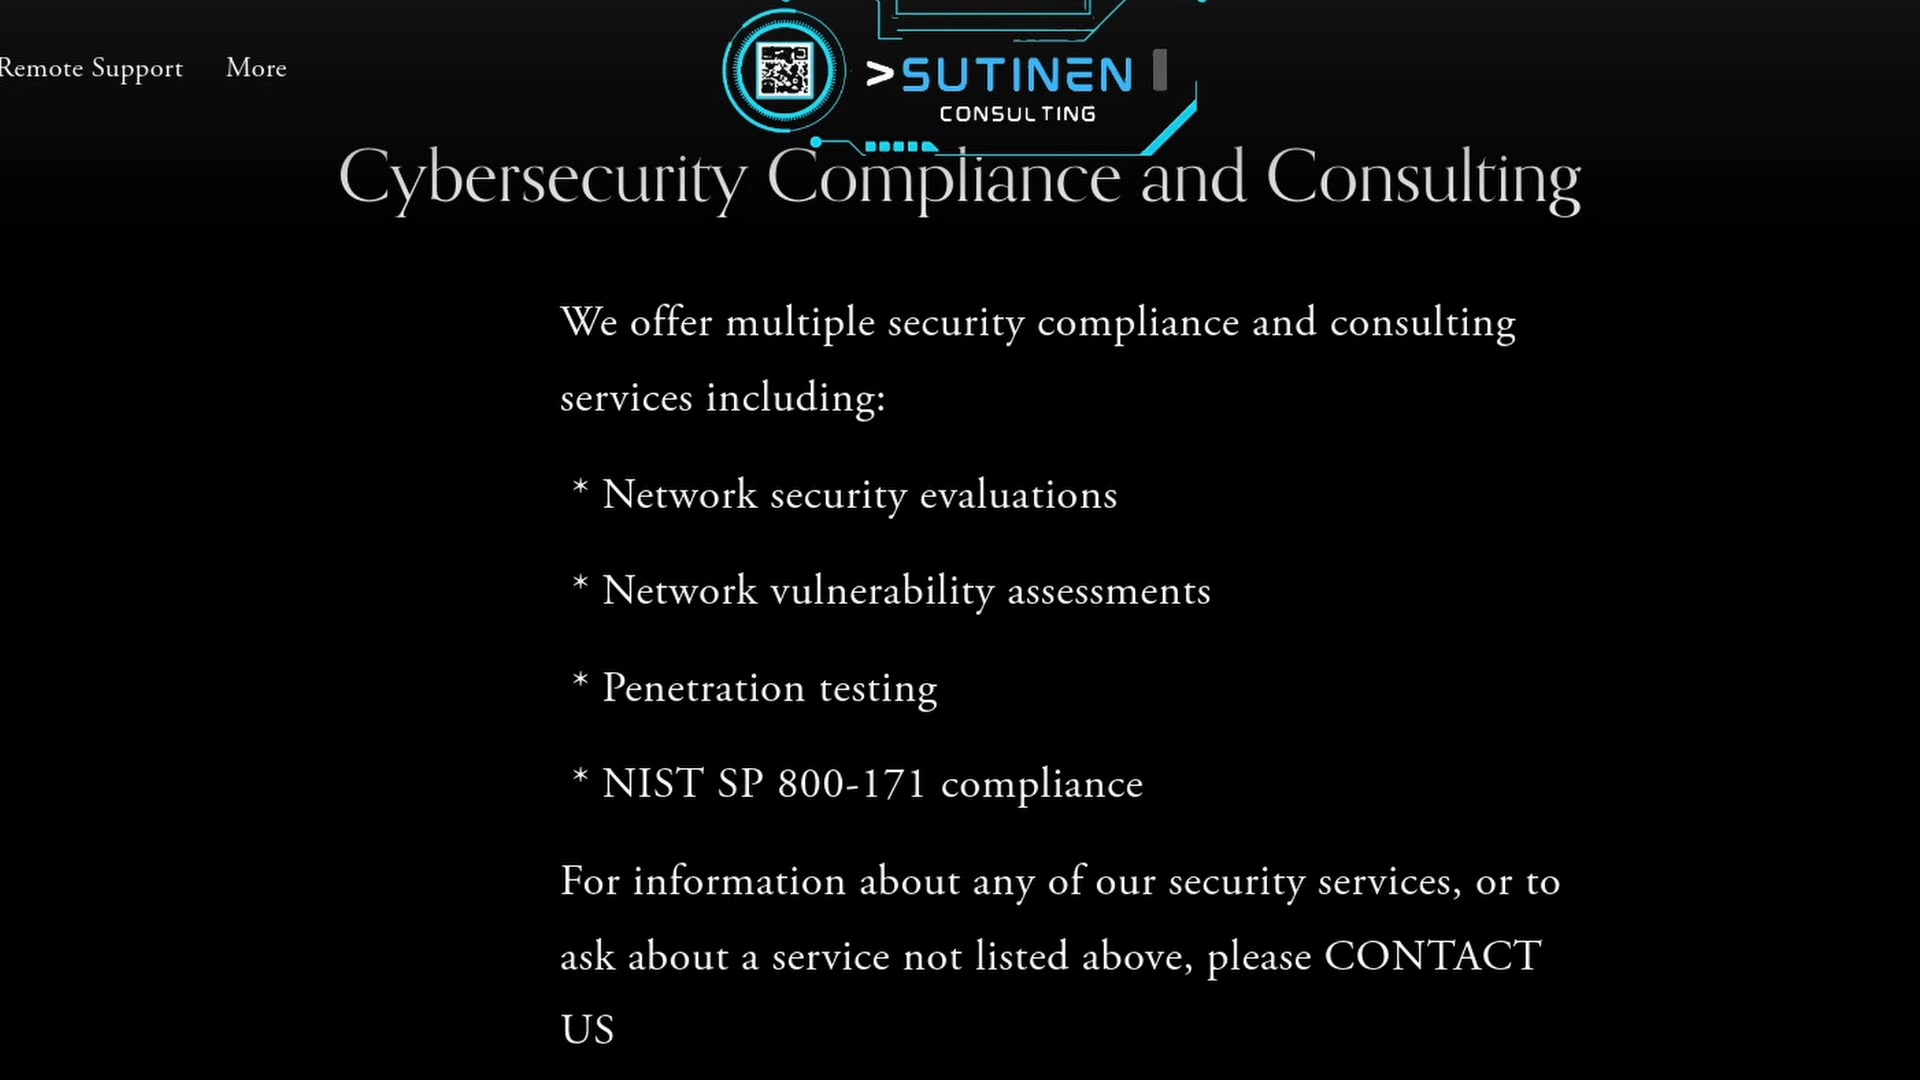 Remote Support More
>SUTINEN
CONSULTING
Cybersecurity Compliance and Consulting
We offer multiple security compliance and consulting
services including:
* Network security evaluations
* Network vulnerability assessments
* Penetration testing
* NIST SP 800-171 compliance
For information about any of our security services, or to
ask about a service not listed above, please CONTACT
US